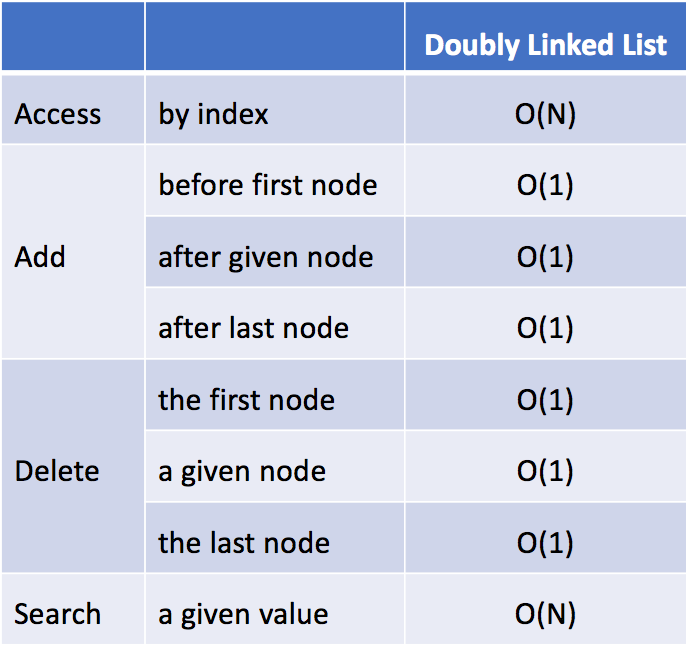 Doubly Linked List
Access by index O(N)
Add before first node O(1)
after given node O(1)
after last node O(1)
Delete the first node O(1)
a given node O(1)
the last node O(1)
Search a given value O(N)